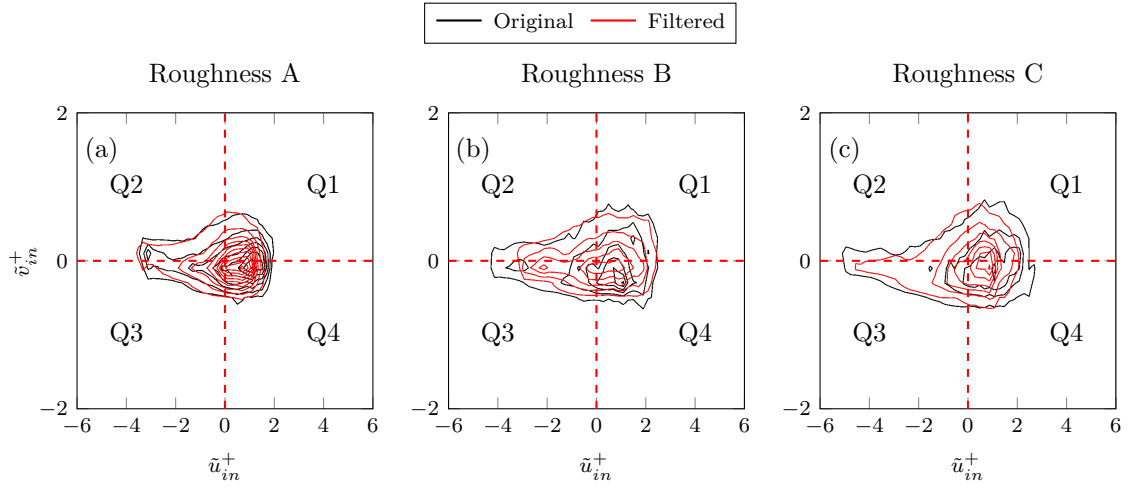 Original Filtered
Roughness A Roughness B Roughness C
2 2 2
(a) (b) (c)
Q2 Q1 Q2 Q1 Q2 Q1
ṽ⁺ᵢₙ 0 0 0
Q3 Q4 Q3 Q4 Q3 Q4
−2 −2 −2
−6 −4 −2 0 2 4 6 −6 −4 −2 0 2 4 6 −6 −4 −2 0 2 4 6
ũ⁺ᵢₙ ũ⁺ᵢₙ ũ⁺ᵢₙ